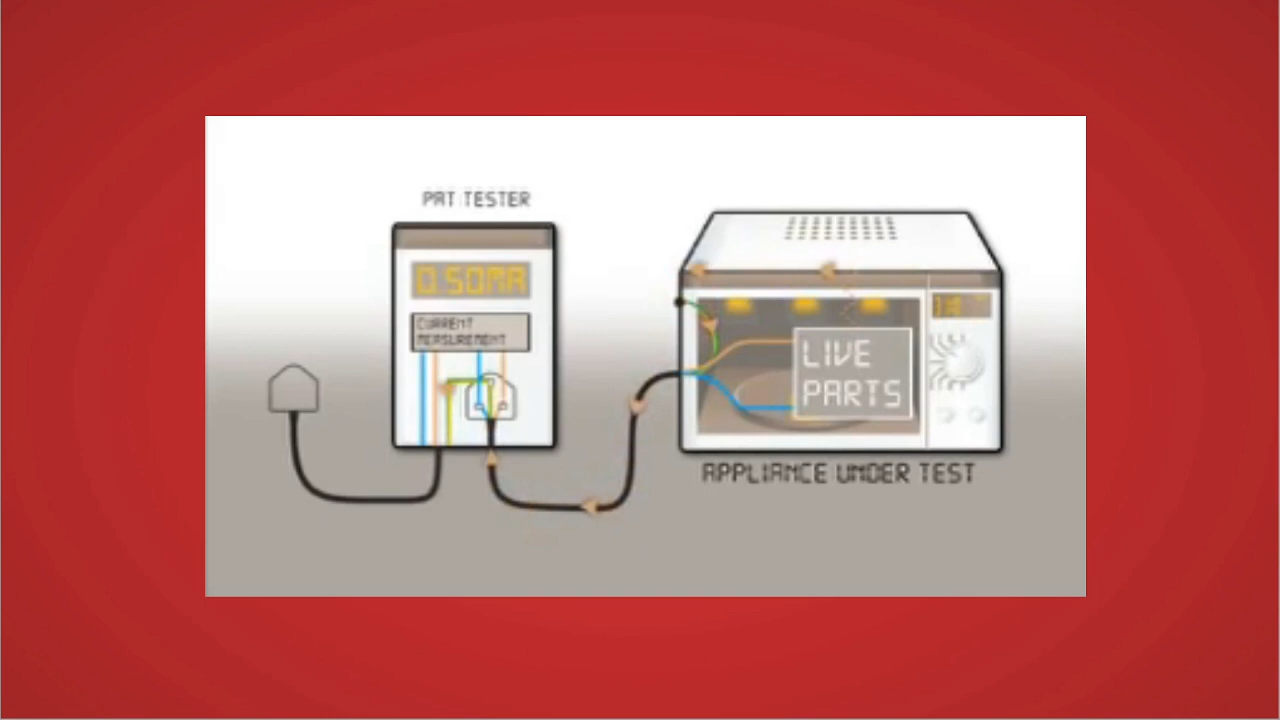 PAT TESTER
0.50MA
CURRENT
MEASUREMENT
LIVE
PARTS
APPLIANCE UNDER TEST